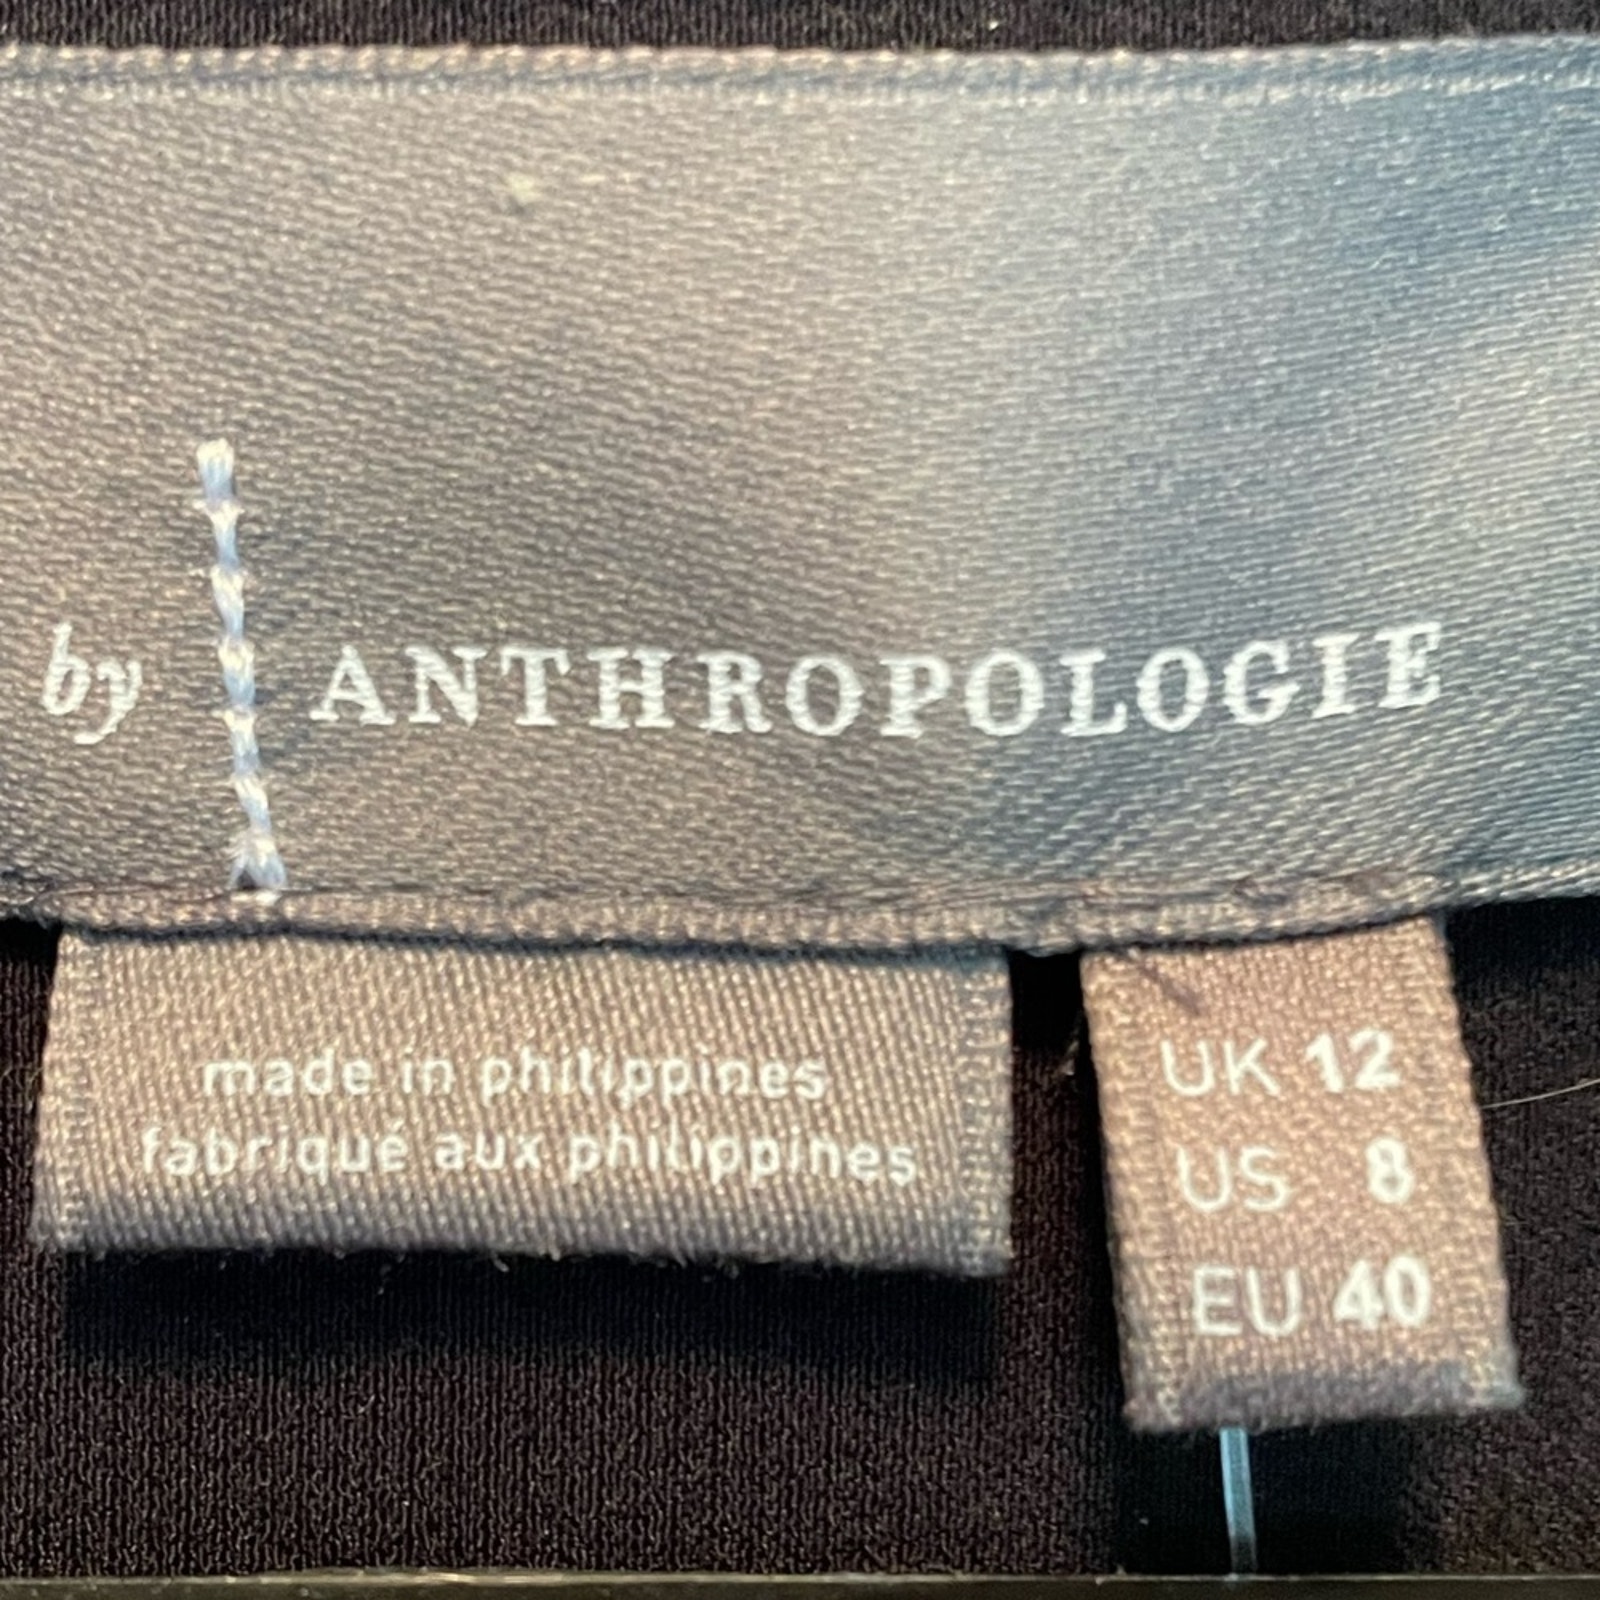 by ANTHROPOLOGIE
made in philippines
fabriqué aux philippines
UK 12
US 8
EU 40